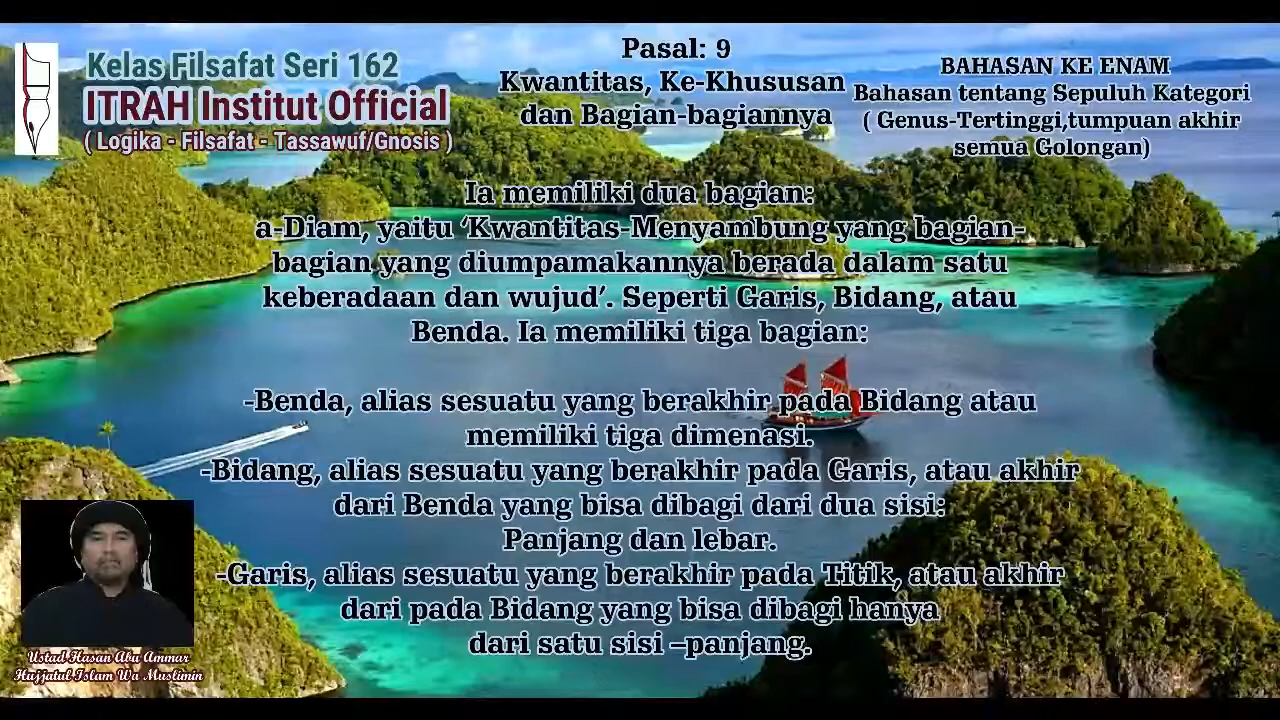 Kelas Filsafat Seri 162
ITRAH Institut Official
( Logika - Filsafat - Tassawuf/Gnosis )
Pasal: 9
Kwantitas, Ke-Khususan
dan Bagian-bagiannya
BAHASAN KE ENAM
Bahasan tentang Sepuluh Kategori
( Genus-Tertinggi,tumpuan akhir
semua Golongan)
Ia memiliki dua bagian:
a-Diam, yaitu ‘Kwantitas-Menyambung yang bagian-
bagian yang diumpamakannya berada dalam satu
keberadaan dan wujud’. Seperti Garis, Bidang, atau
Benda. Ia memiliki tiga bagian:
-Benda, alias sesuatu yang berakhir pada Bidang atau
memiliki tiga dimenasi.
-Bidang, alias sesuatu yang berakhir pada Garis, atau akhir
dari Benda yang bisa dibagi dari dua sisi:
Panjang dan lebar.
-Garis, alias sesuatu yang berakhir pada Titik, atau akhir
dari pada Bidang yang bisa dibagi hanya
dari satu sisi –panjang.
Ustad Hasan Abu Ammar
Hujjatul Islam Wa Muslimin